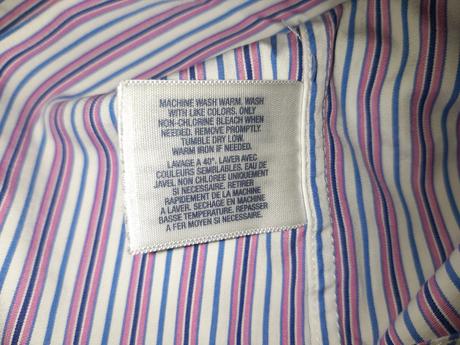 MACHINE WASH WARM. WASH
WITH LIKE COLORS. ONLY
NON-CHLORINE BLEACH WHEN
NEEDED. REMOVE PROMPTLY.
TUMBLE DRY LOW.
WARM IRON IF NEEDED.
LAVAGE A 40°. LAVER AVEC
COULEURS SEMBLABLES. EAU DE
JAVEL NON CHLOREE UNIQUEMENT
SI NECESSAIRE. RETIRER
RAPIDEMENT DE LA MACHINE
A LAVER. SECHAGE EN MACHINE
BASSE TEMPERATURE. REPASSER
A FER MOYEN SI NECESSAIRE.